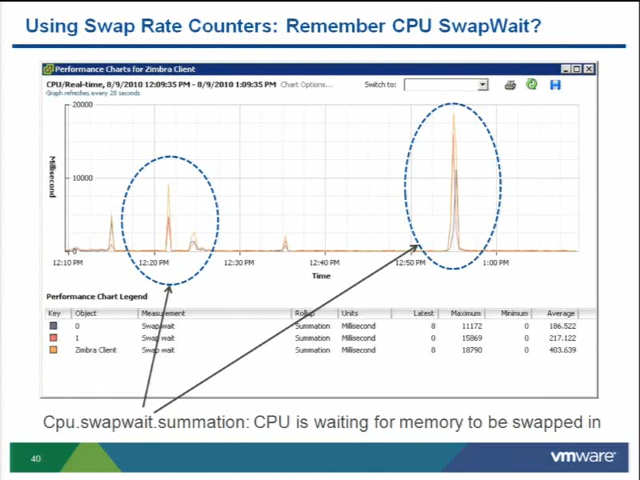 Using Swap Rate Counters: Remember CPU SwapWait?
Performance Charts for Zimbra Client
CPU/Real-time, 8/9/2010 12:09:35 PM - 8/9/2010 1:09:35 PM Chart Options... Switch to:
Graph refreshes every 20 seconds
20000
10000
0
Millisecond
12:10 PM 12:20 PM 12:30 PM 12:40 PM 12:50 PM 1:00 PM
Time
Performance Chart Legend
Key Object Measurement Rollup Units Latest Maximum Minimum Average
0 Swap wait Summation Millisecond 8 11172 0 186.522
1 Swap wait Summation Millisecond 0 15869 0 217.122
Zimbra Client Swap wait Summation Millisecond 8 18790 0 403.639
Cpu.swapwait.summation: CPU is waiting for memory to be swapped in
40
vmware